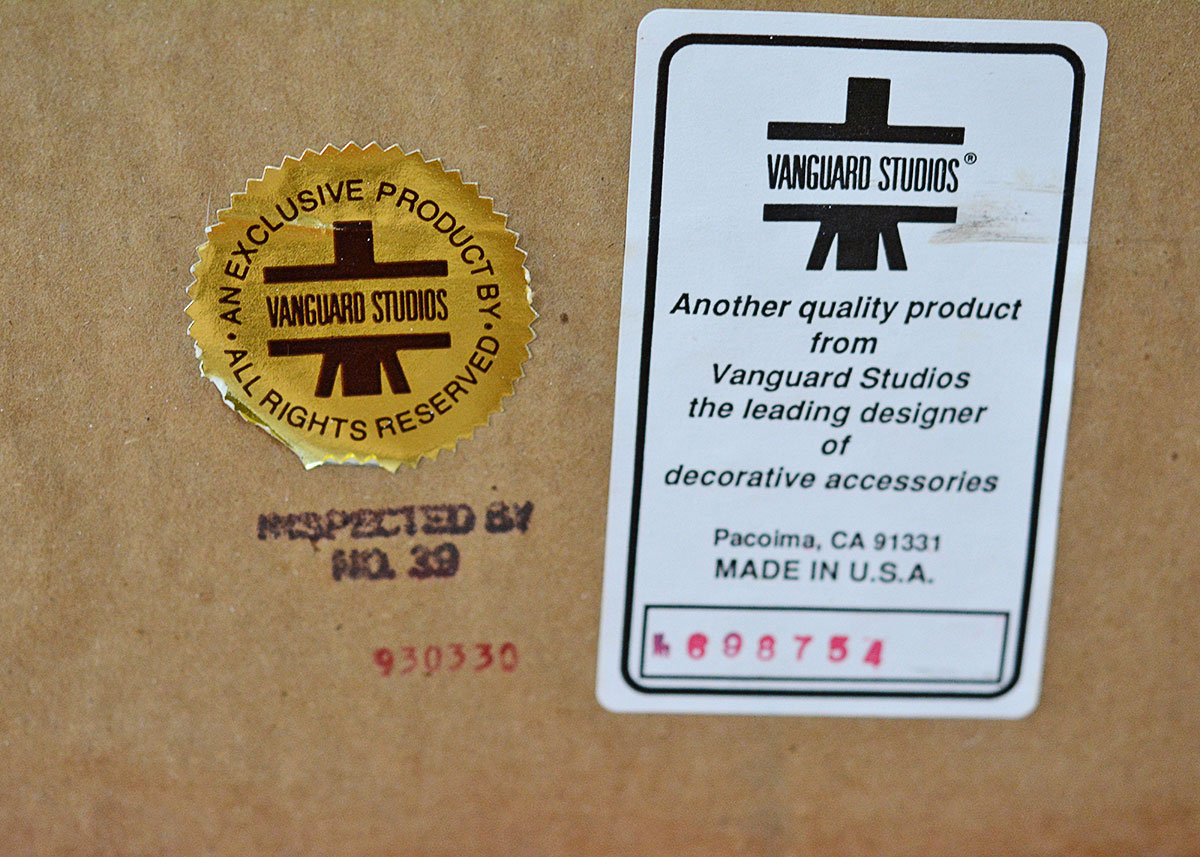 AN EXCLUSIVE PRODUCT BY
VANGUARD STUDIOS
• ALL RIGHTS RESERVED •
INSPECTED BY
NO. 39
930330
VANGUARD STUDIOS®
Another quality product
from
Vanguard Studios
the leading designer
of
decorative accessories
Pacoima, CA 91331
MADE IN U.S.A.
698754